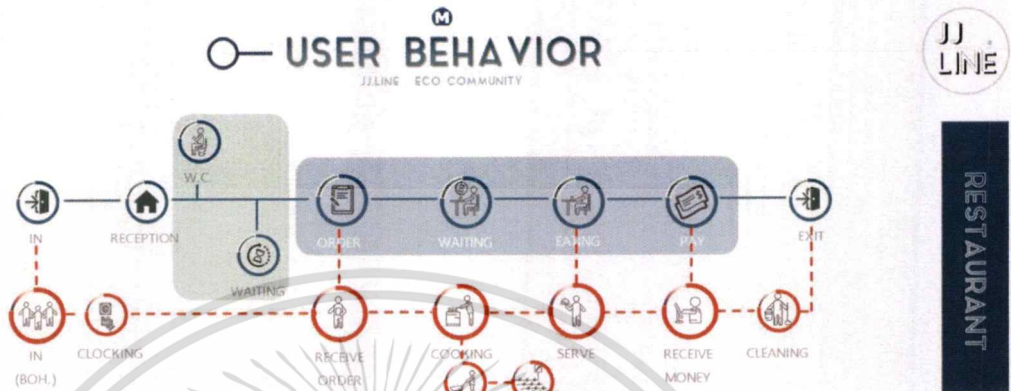 M
USER BEHAVIOR
JJ.LINE ECO COMMUNITY
JJ
LINE
RESTAURANT
W.C.
IN
RECEPTION
WAITING
ORDER
WAITING
EATING
PAY
EXIT
IN
(BOH.)
CLOCKING
RECEIVE
ORDER
COOKING
SERVE
RECEIVE
MONEY
CLEANING